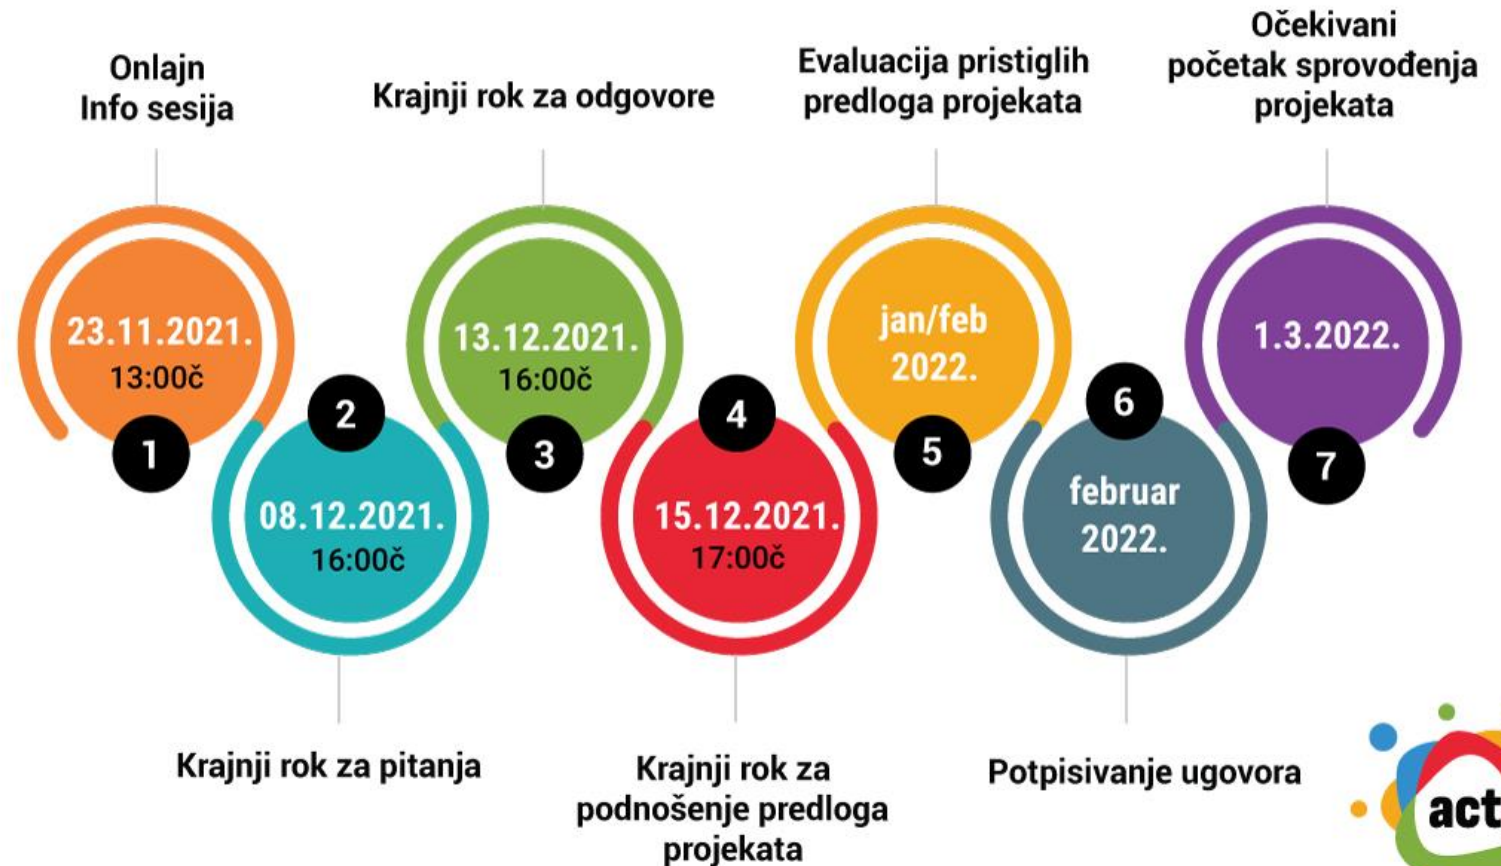 Onlajn
Info sesija
23.11.2021.
13:00č
1
2
08.12.2021.
16:00č
Krajnji rok za pitanja
Krajnji rok za odgovore
13.12.2021.
16:00č
3
4
15.12.2021.
17:00č
Krajnji rok za
podnošenje predloga
projekata
Evaluacija pristiglih
predloga projekata
jan/feb
2022.
5
6
februar
2022.
Potpisivanje ugovora
Očekivani
početak sprovođenja
projekata
1.3.2022.
7
act